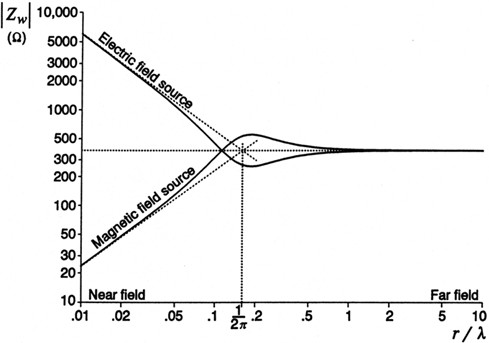 |Z_w| 10,000
(Ω)
5000
3000
2000
1000
500
300
200
100
50
30
20
10
Electric field source
Magnetic field source
Near field
Far field
.01 .02 .05 .1 1/2π .2 .5 1 2 5 10
r / λ